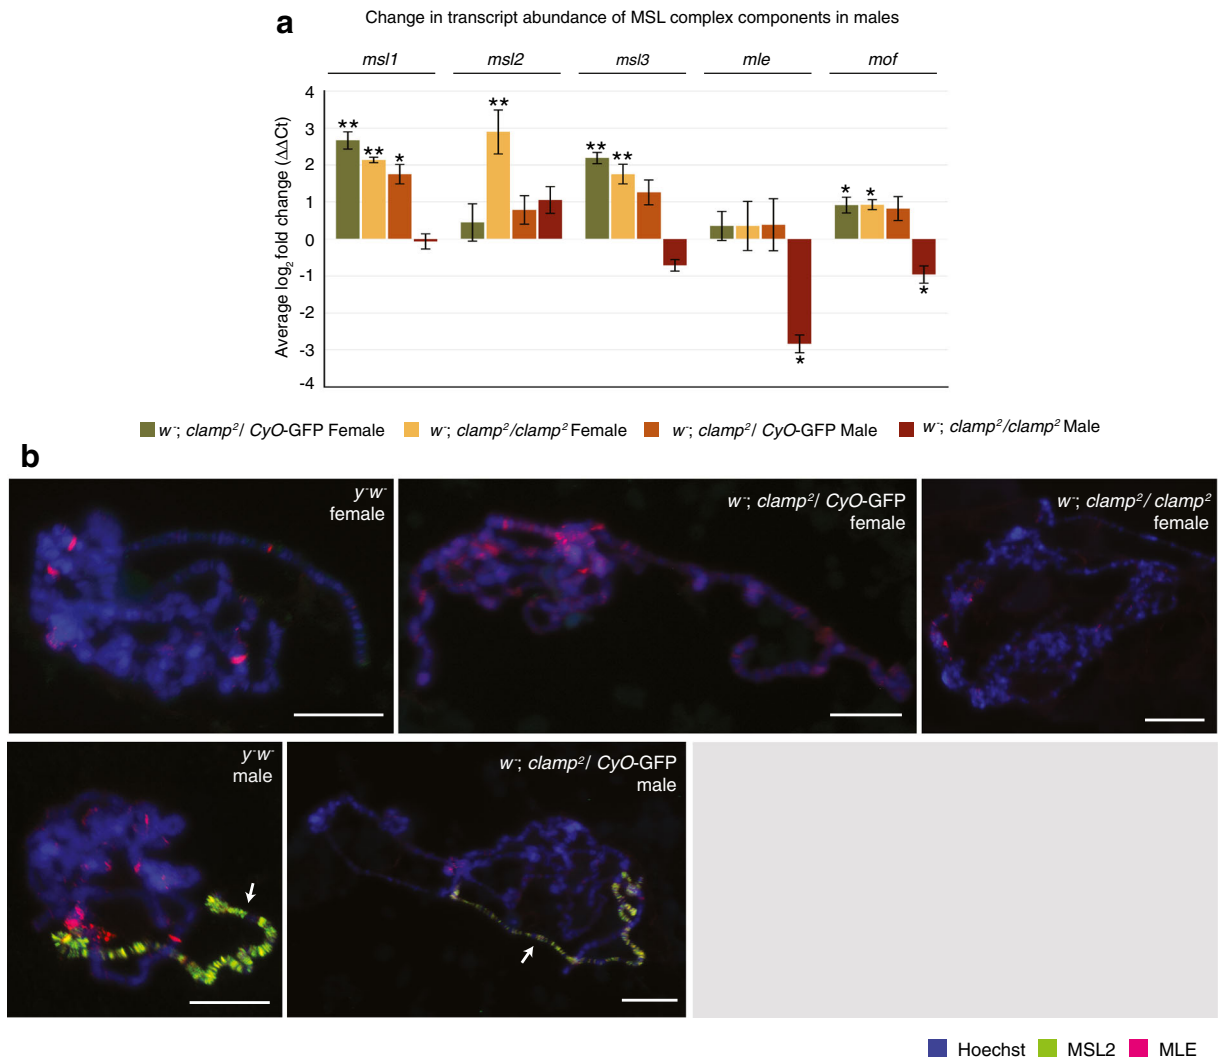 a
Change in transcript abundance of MSL complex components in males
msl1 msl2 msl3 mle mof
Average log₂ fold change (ΔΔCt)
4
3
2
1
0
-1
-2
-3
-4
** ** * ** ** ** * * * *
w⁻; clamp²/ CyO-GFP Female w⁻; clamp²/clamp² Female w⁻; clamp²/ CyO-GFP Male w⁻; clamp²/clamp² Male
b
y⁻w⁻
female
w⁻; clamp²/ CyO-GFP
female
w⁻; clamp²/ clamp²
female
y⁻w⁻
male
w⁻; clamp²/ CyO-GFP
male
Hoechst MSL2 MLE